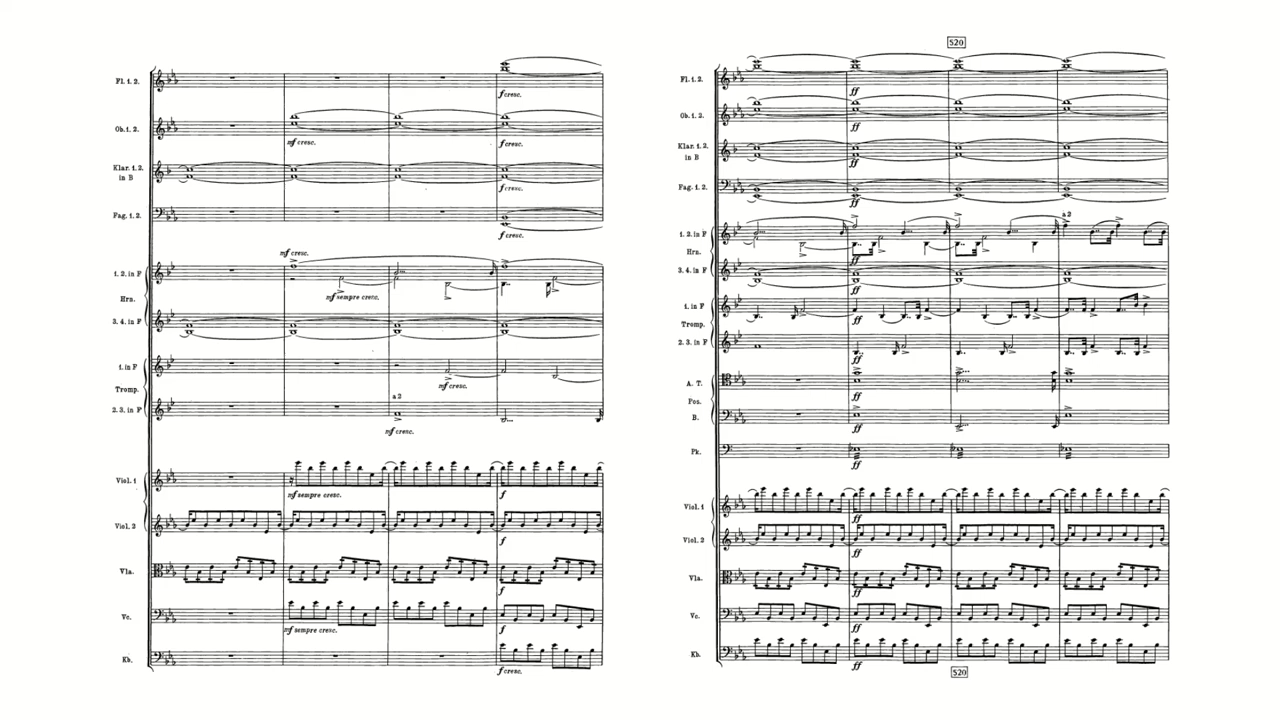 Fl. 1. 2.
f cresc.
Ob. 1. 2.
mf cresc.
f cresc.
Klar. 1. 2.
in B
f cresc.
Fag. 1. 2.
f cresc.
mf cresc.
1. 2. in F
mf sempre cresc.
Hrn.
3. 4. in F
1. in F
mf cresc.
Tromp.
a 2
2. 3. in F
mf cresc.
Viol. 1
mf sempre cresc.
f
Viol. 2
f
Vla.
f
Vc.
mf sempre cresc.
f
Kb.
f cresc.
520
Fl. 1. 2.
ff
Ob. 1. 2.
ff
Klar. 1. 2.
in B
ff
Fag. 1. 2.
ff
a 2
1. 2. in F
ff
Hrn.
3. 4. in F
ff
1. in F
ff
Tromp.
2. 3. in F
ff
A. T.
ff
Pos.
B.
ff
Pk.
ff
Viol. 1
ff
Viol. 2
ff
Vla.
ff
Vc.
ff
Kb.
ff
520